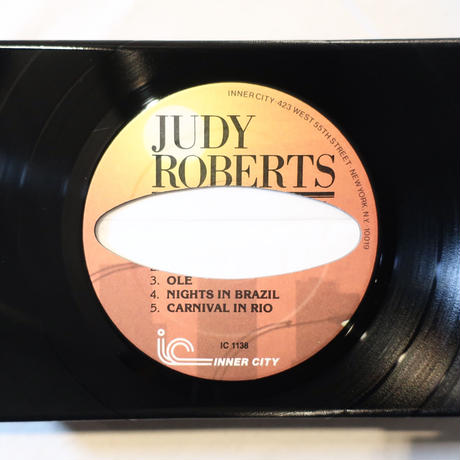 INNER CITY · 423 WEST 55TH STREET · NEW YORK, N.Y. 10019
JUDY
ROBERTS
3. OLE
4. NIGHTS IN BRAZIL
5. CARNIVAL IN RIO
IC 1138
ic
INNER CITY